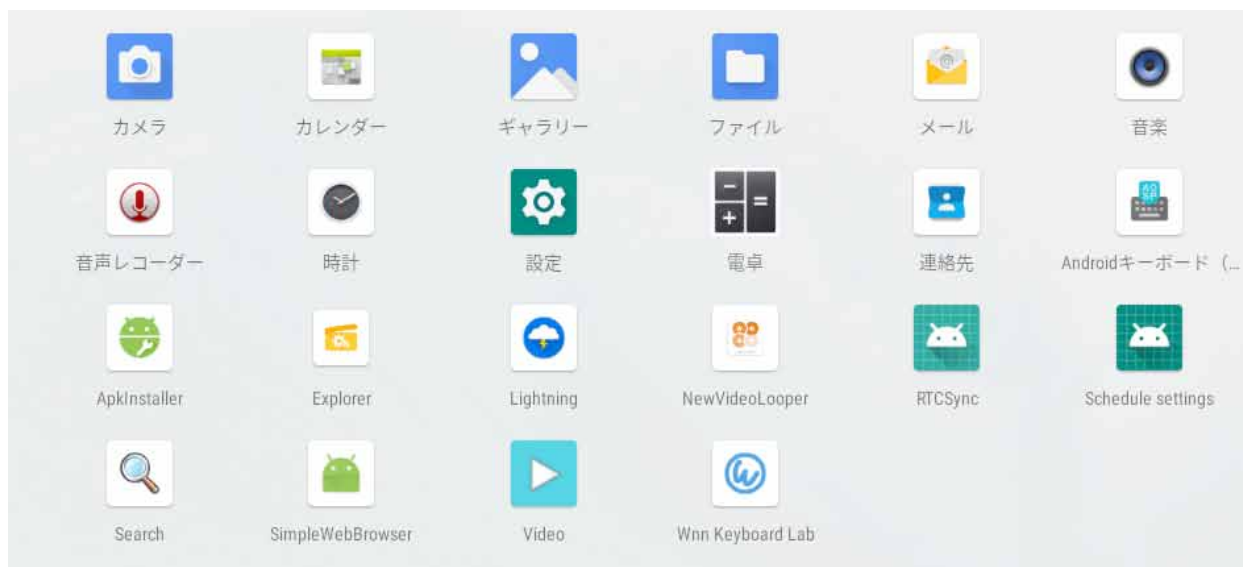 カメラ
カレンダー
ギャラリー
ファイル
メール
音楽
音声レコーダー
時計
設定
電卓
連絡先
Androidキーボード（...
ApkInstaller
Explorer
Lightning
NewVideoLooper
RTCSync
Schedule settings
Search
SimpleWebBrowser
Video
Wnn Keyboard Lab